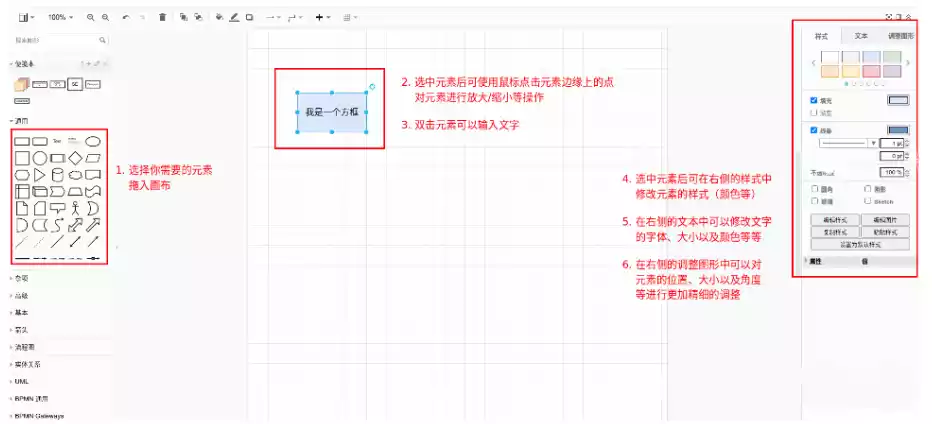 100%
样式
文本
调整图形
便笺本
通用
Text
我是一个方框
1. 选择你需要的元素
拖入画布
2. 选中元素后可使用鼠标点击元素边缘上的点
对元素进行放大/缩小等操作
3. 双击元素可以输入文字
4. 选中元素后可在右侧的样式中
修改元素的样式（颜色等）
5. 在右侧的文本中可以修改文字
的字体、大小以及颜色等等
6. 在右侧的调整图形中可以对
元素的位置、大小以及角度
等进行更加精细的调整
填充
渐变
线条
1 pt
0 pt
不透明度
100 %
圆角
阴影
玻璃
Sketch
编辑样式
编辑图片
复制样式
粘贴样式
设置为默认样式
属性
值
杂项
高级
基本
箭头
流程图
实体关系
UML
BPMN 通用
BPMN Gateways